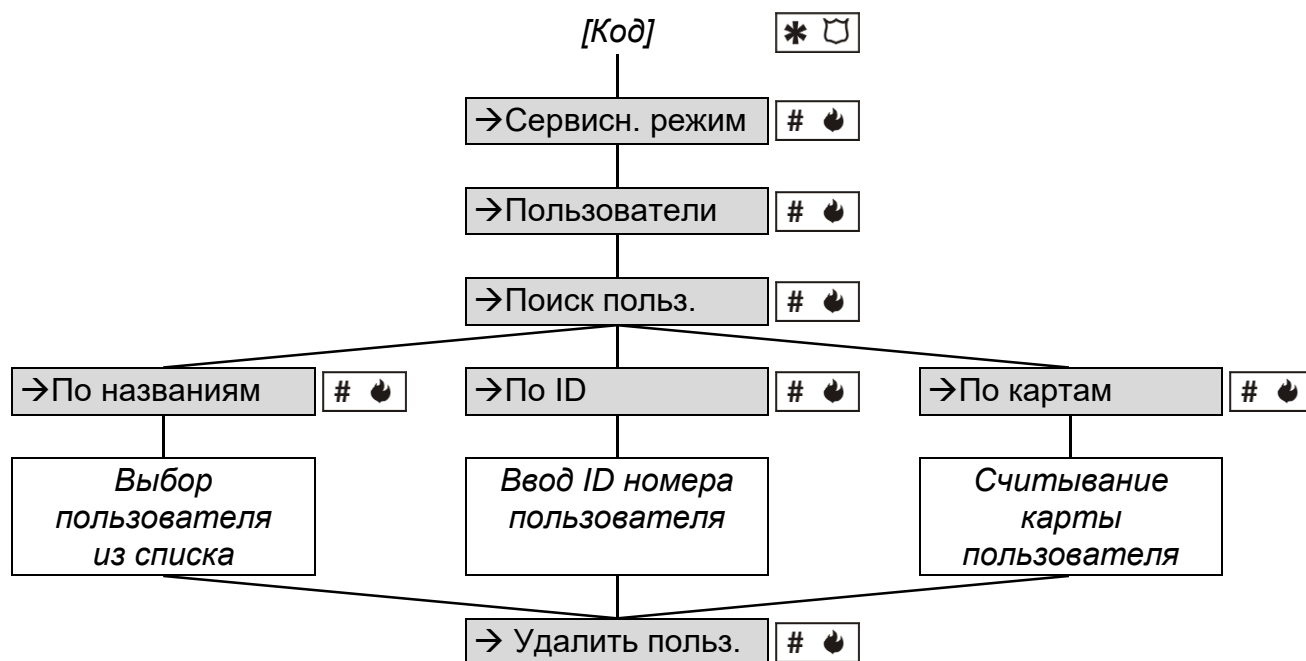 [Код] ✱
→Сервисн. режим #
→Пользователи #
→Поиск польз. #
→По названиям #
→По ID #
→По картам #
Выбор
пользователя
из списка
Ввод ID номера
пользователя
Считывание
карты
пользователя
→ Удалить польз. #